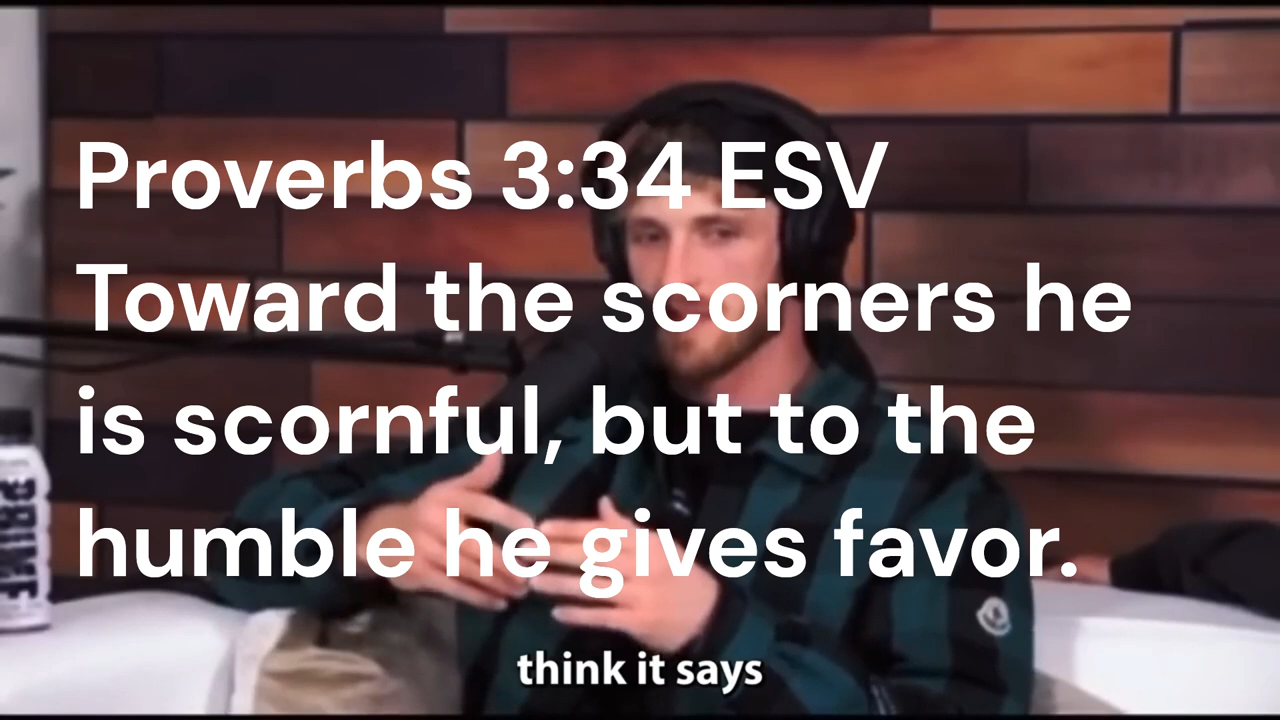 Proverbs 3:34 ESV
Toward the scorners he
is scornful, but to the
humble he gives favor.
PRIME
think it says